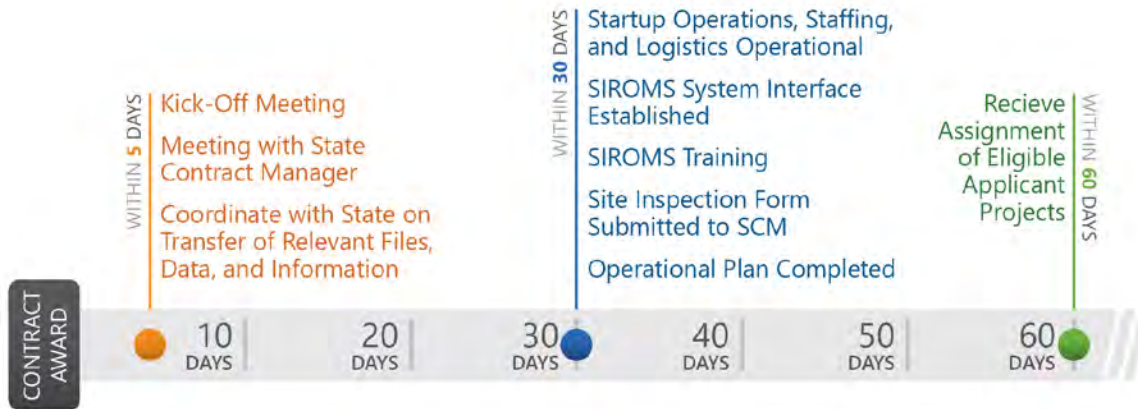 WITHIN 5 DAYS
Kick-Off Meeting
Meeting with State
Contract Manager
Coordinate with State on
Transfer of Relevant Files,
Data, and Information
WITHIN 30 DAYS
Startup Operations, Staffing,
and Logistics Operational
SIROMS System Interface
Established
SIROMS Training
Site Inspection Form
Submitted to SCM
Operational Plan Completed
Recieve
Assignment
of Eligible
Applicant
Projects
WITHIN 60 DAYS
CONTRACT
AWARD
10
DAYS
20
DAYS
30
DAYS
40
DAYS
50
DAYS
60
DAYS